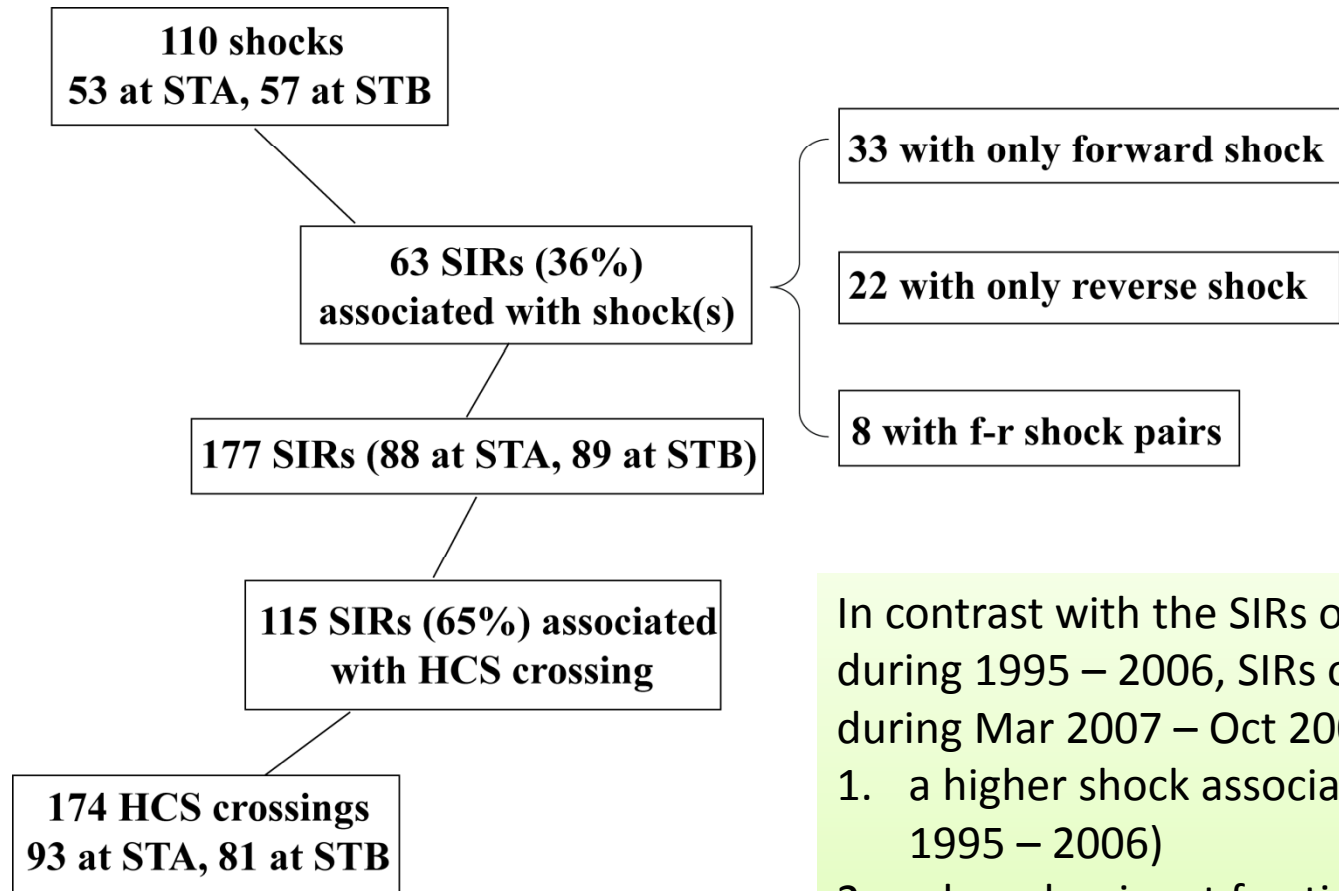 110 shocks
53 at STA, 57 at STB
63 SIRs (36%)
associated with shock(s)
33 with only forward shock
22 with only reverse shock
8 with f-r shock pairs
177 SIRs (88 at STA, 89 at STB)
115 SIRs (65%) associated
with HCS crossing
174 HCS crossings
93 at STA, 81 at STB
In contrast with the SIRs
during 1995 – 2006, SIRs
during Mar 2007 – Oct
1. a higher shock
1995 – 2006)